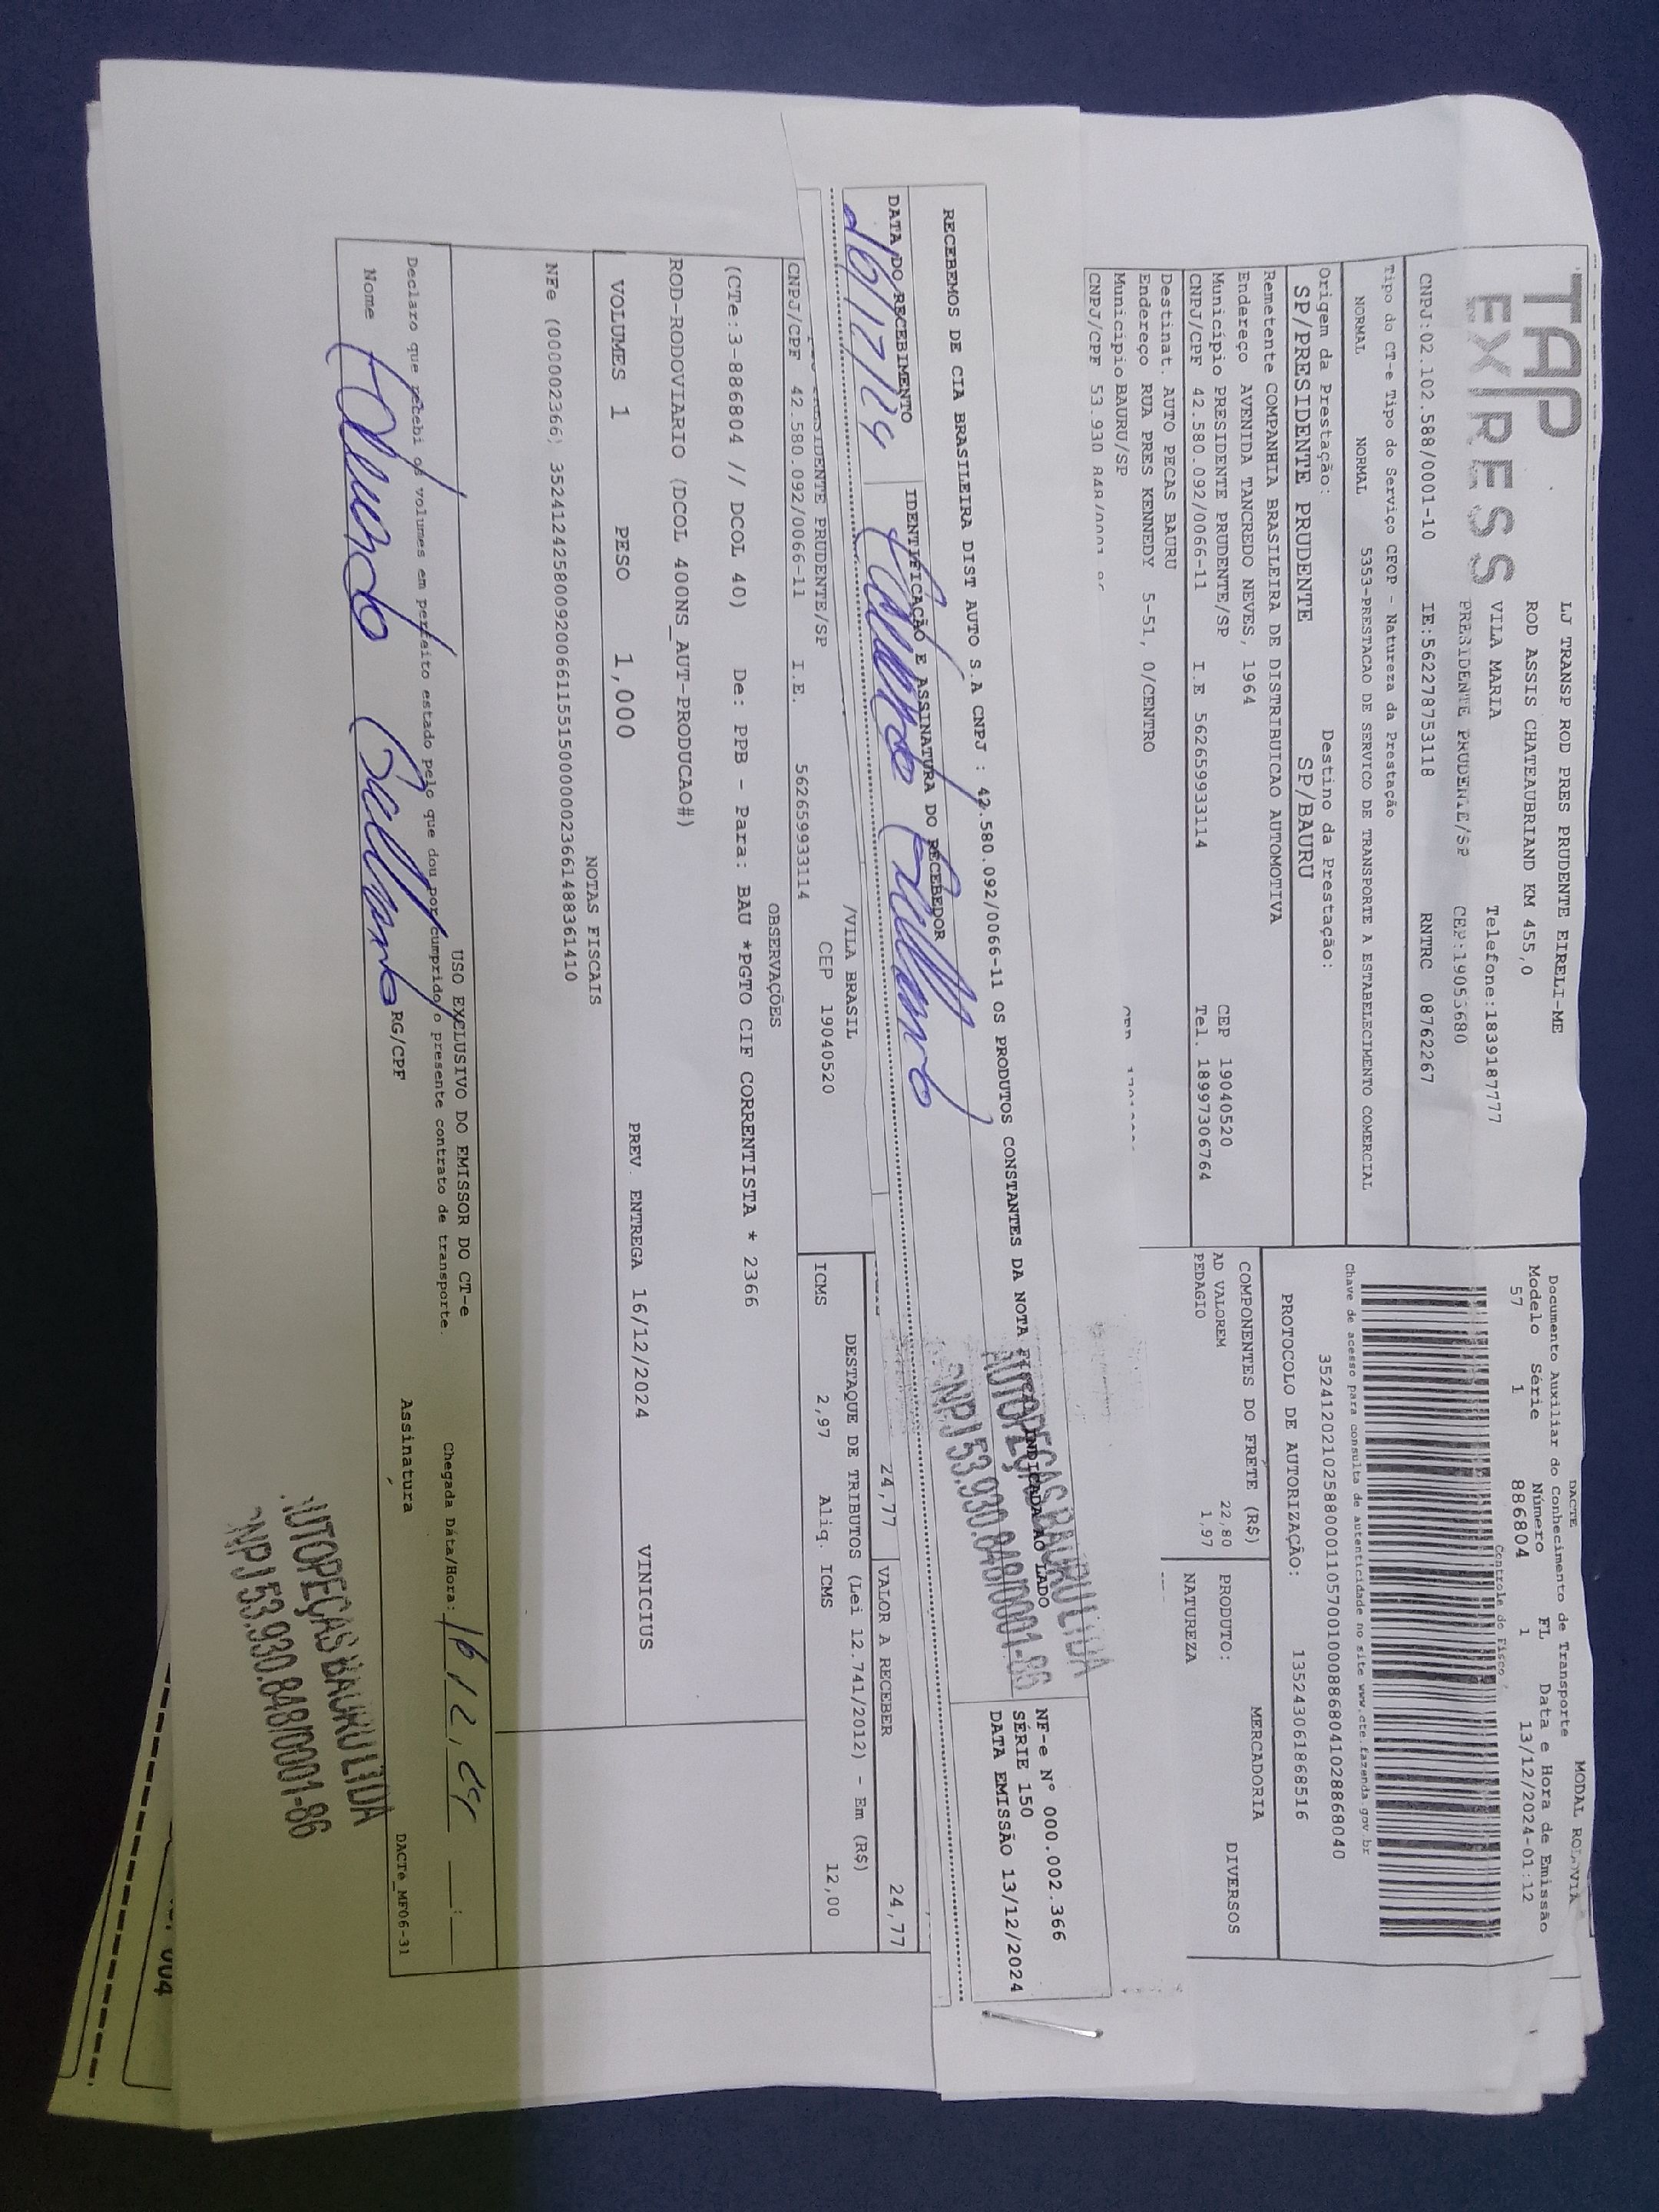 TAP
EXPRESS
LJ TRANSP ROD PRES PRUDENTE EIRELI-ME
ROD ASSIS CHATEAUBRIAND KM 455,0
VILA MARIA Telefone:1839187777
PRESIDENTE PRUDENTE/SP CEP:19053680
CNPJ:02.102.588/0001-10 IE:562278753118 RNTRC 08762267
DACTE MODAL
Documento Auxiliar do Conhecimento de Transporte
Modelo Série Número FL Data e Hora de Emissão
57 1 886804 1 13/12/2024-01:12
Controle do Fisco
Chave de acesso para consulta de autenticidade no site www.cte.fazenda.gov.br
35241202102588000110570010008868041028868040
PROTOCOLO DE AUTORIZAÇÃO: 135243061868516
Tipo do CT-e Tipo do Serviço CFOP - Natureza da Prestação
NORMAL NORMAL 5353-PRESTACAO DE SERVICO DE TRANSPORTE A ESTABELECIMENTO COMERCIAL
Origem da Prestação: Destino da Prestação:
SP/PRESIDENTE PRUDENTE SP/BAURU
Remetente COMPANHIA BRASILEIRA DE DISTRIBUICAO AUTOMOTIVA
Endereço AVENIDA TANCREDO NEVES, 1964
Município PRESIDENTE PRUDENTE/SP CEP 19040520
CNPJ/CPF 42.580.092/0066-11 I.E 562659933114 Tel. 18997306764
COMPONENTES DO FRETE (R$)
AD VALOREM 22,80
PEDAGIO 1,97
MERCADORIA
PRODUTO: DIVERSOS
NATUREZA
Destinat. AUTO PECAS BAURU
Endereço RUA PRES KENNEDY 5-51, 0/CENTRO
Município BAURU/SP
CNPJ/CPF 53.930.848/0001-86
RECEBEMOS DE CIA BRASILEIRA DIST AUTO S.A CNPJ : 42.580.092/0066-11 OS PRODUTOS CONSTANTES DA NOTA FISCAL INDICADA AO LADO
AUTOPEÇAS BAURU LTDA
CNPJ 53.930.848/0001-86
NF-e Nº 000.002.366
SÉRIE 150
DATA EMISSÃO 13/12/2024
DATA DO RECEBIMENTO IDENTIFICAÇÃO E ASSINATURA DO RECEBEDOR
16/12/24
/VILA BRASIL
PRESIDENTE PRUDENTE/SP CEP 19040520
CNPJ/CPF 42.580.092/0066-11 I.E. 562659933114
24,77 VALOR A RECEBER 24,77
DESTAQUE DE TRIBUTOS (Lei 12.741/2012) - Em (R$)
ICMS 2,97 Aliq. ICMS 12,00
OBSERVAÇÕES
(CTe:3-886804 // DCOL 40) De: PPB - Para: BAU *PGTO CIF CORRENTISTA * 2366
ROD-RODOVIARIO (DCOL 400NS_AUT-PRODUCAO#)
VOLUMES 1 PESO 1,000 PREV. ENTREGA 16/12/2024 VINICIUS
NOTAS FISCAIS
NFe (000002366) 35241242580092006611551500000023661488361410
USO EXCLUSIVO DO EMISSOR DO CT-e
Declaro que recebi os volumes em perfeito estado pelo que dou por cumprido o presente contrato de transporte. Chegada Data/Hora: 16 12 24
Nome RG/CPF Assinatura
DACTe_MF06-31
AUTOPEÇAS BAURU LTDA
CNPJ 53.930.848/0001-86
004